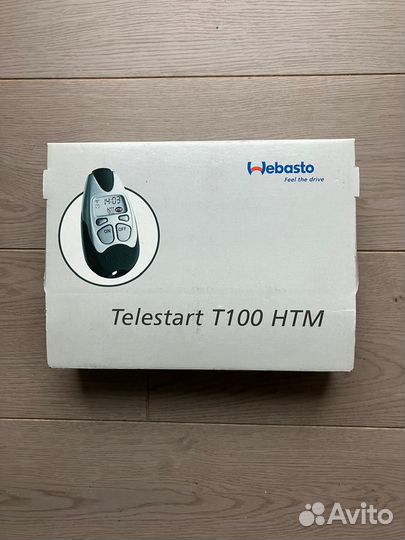 Webasto
Feel the drive
14:03
ON OFF
Telestart T100 HTM
Avito